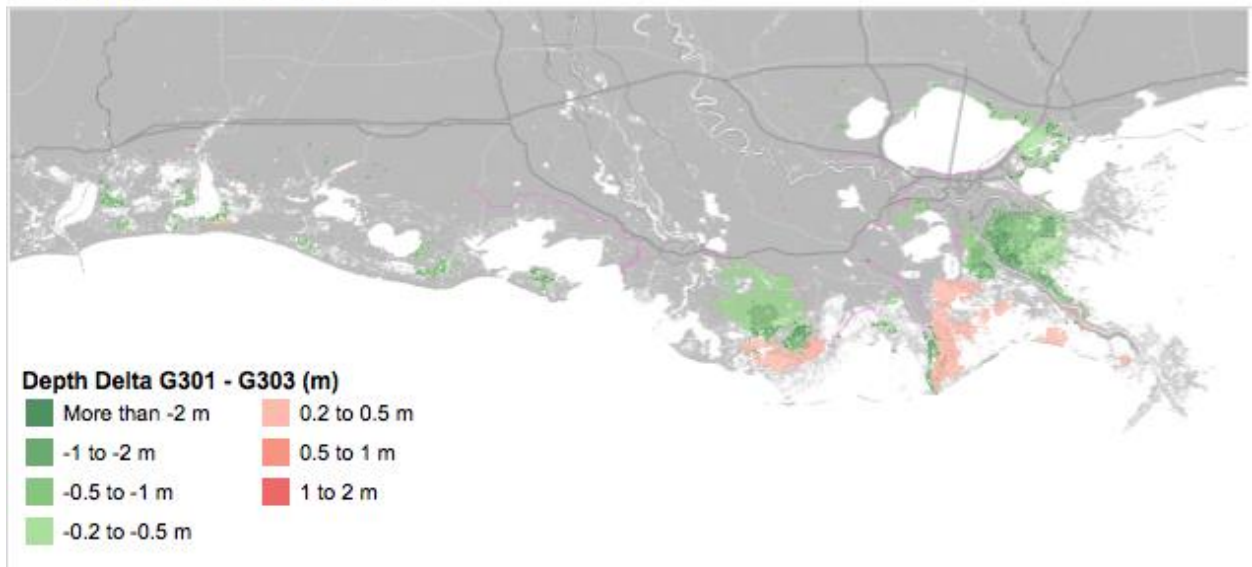 Depth Delta G301 - G303 (m)
More than -2 m
-1 to -2 m
-0.5 to -1 m
-0.2 to -0.5 m
0.2 to 0.5 m
0.5 to 1 m
1 to 2 m